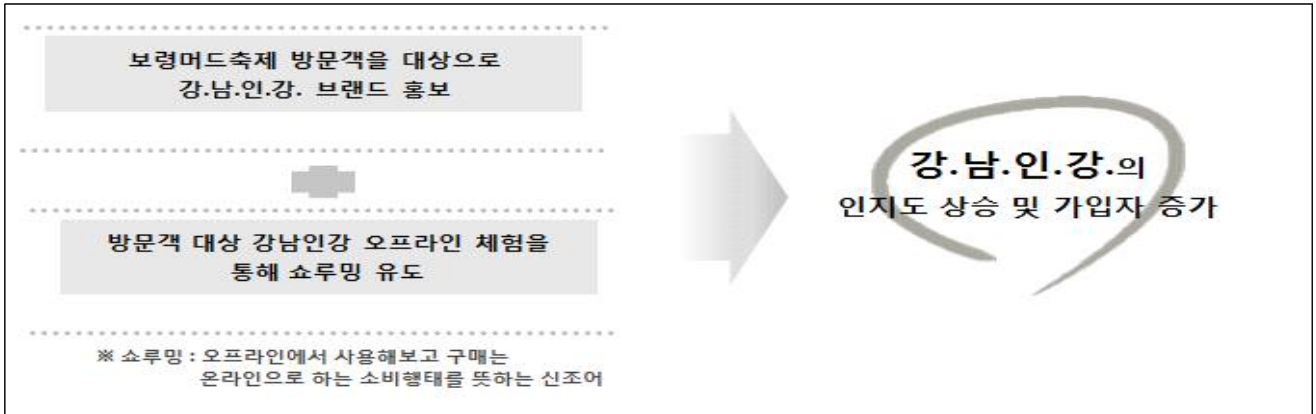 보령머드축제 방문객을 대상으로
강.남.인.강. 브랜드 홍보
방문객 대상 강남인강 오프라인 체험을
통해 쇼루밍 유도
※ 쇼루밍 : 오프라인에서 사용해보고 구매는
온라인으로 하는 소비행태를 뜻하는 신조어
강.남.인.강.의
인지도 상승 및 가입자 증가